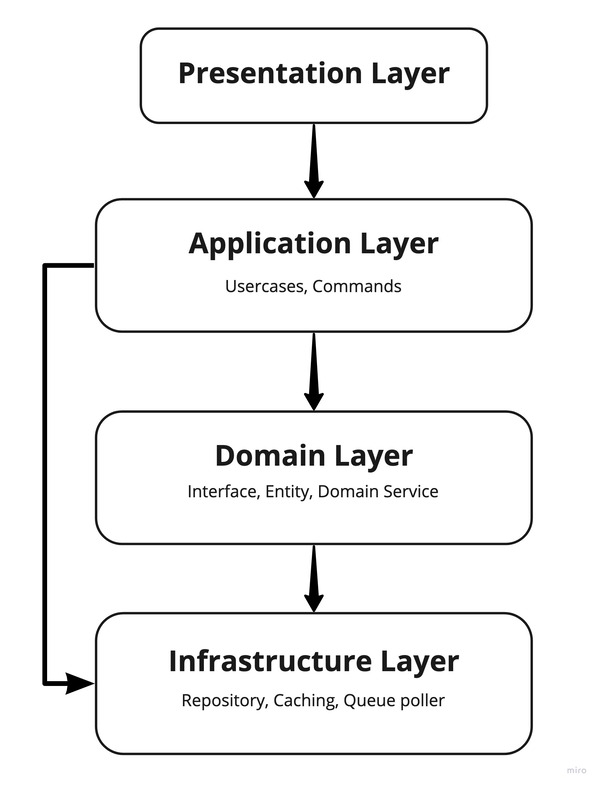 Presentation Layer
Application Layer
Usercases, Commands
Domain Layer
Interface, Entity, Domain Service
Infrastructure Layer
Repository, Caching, Queue poller
miro